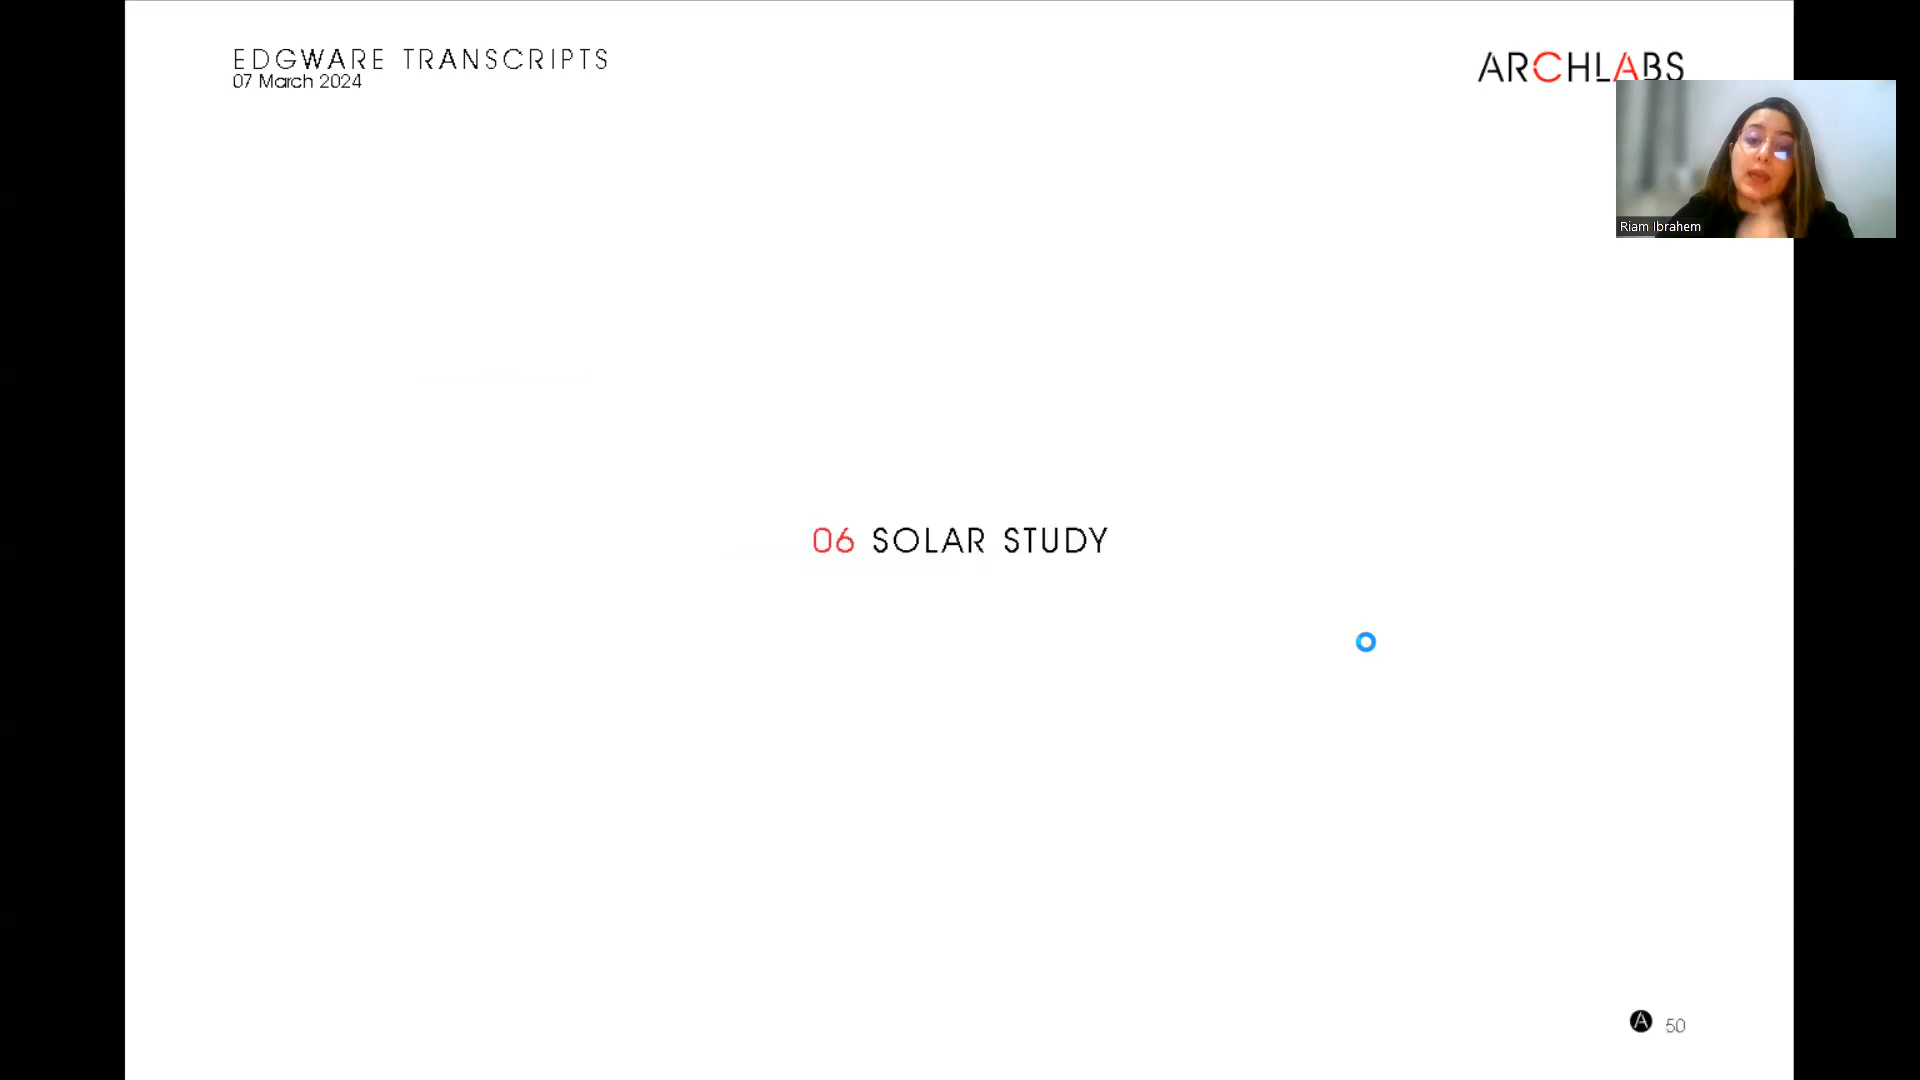 EDGWARE TRANSCRIPTS
07 March 2024
ARCHLABS
Riam Ibrahem
06 SOLAR STUDY
A 50